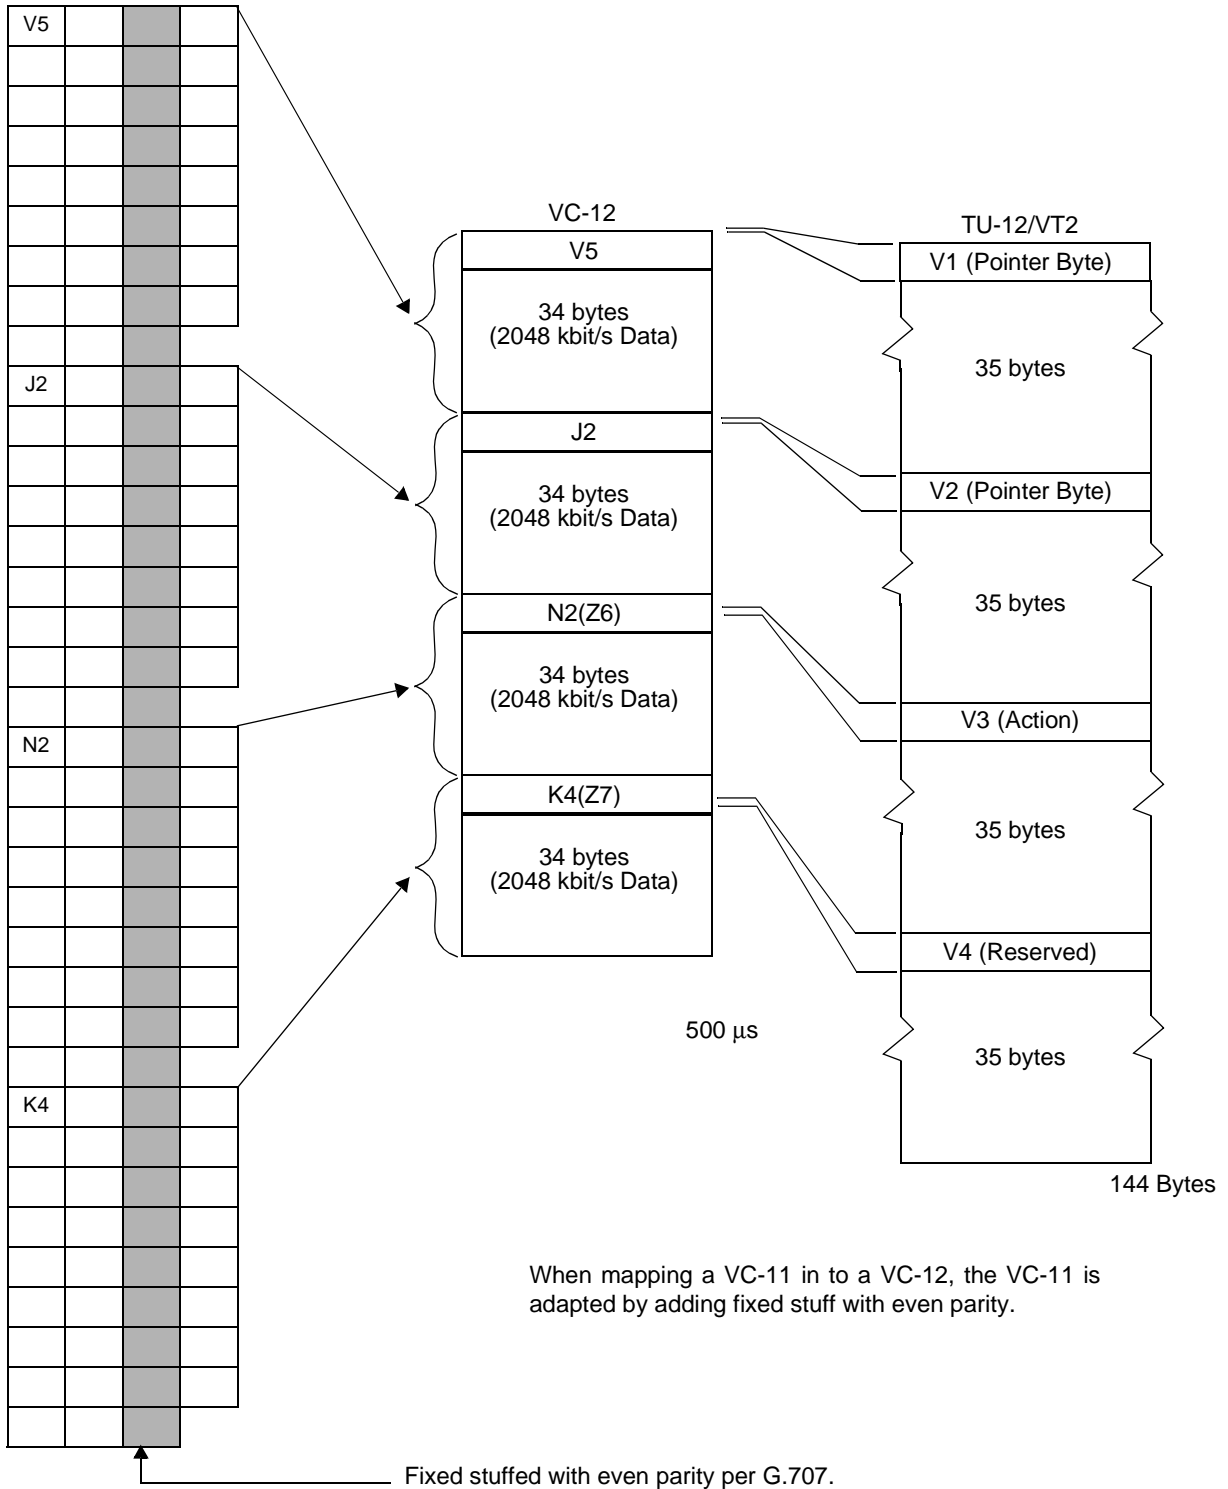 V5
J2
N2
K4
VC-12
V5
34 bytes
(2048 kbit/s Data)
J2
34 bytes
(2048 kbit/s Data)
N2(Z6)
34 bytes
(2048 kbit/s Data)
K4(Z7)
34 bytes
(2048 kbit/s Data)
500 μs
TU-12/VT2
V1 (Pointer Byte)
35 bytes
V2 (Pointer Byte)
35 bytes
V3 (Action)
35 bytes
V4 (Reserved)
35 bytes
144 Bytes
When mapping a VC-11 in to a VC-12, the VC-11 is
adapted by adding fixed stuff with even parity.
Fixed stuffed with even parity per G.707.